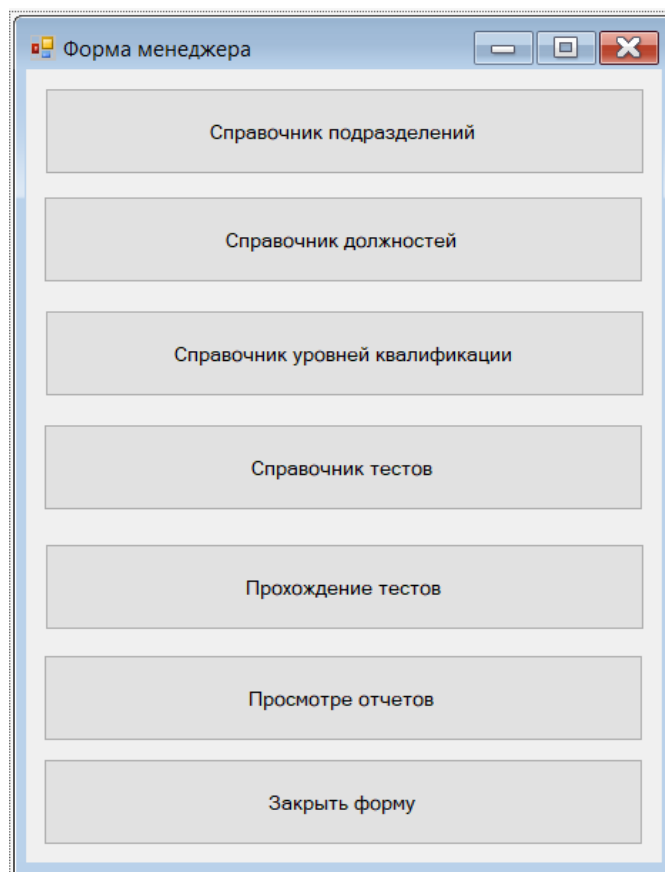 Форма менеджера
Справочник подразделений
Справочник должностей
Справочник уровней квалификации
Справочник тестов
Прохождение тестов
Просмотре отчетов
Закрыть форму